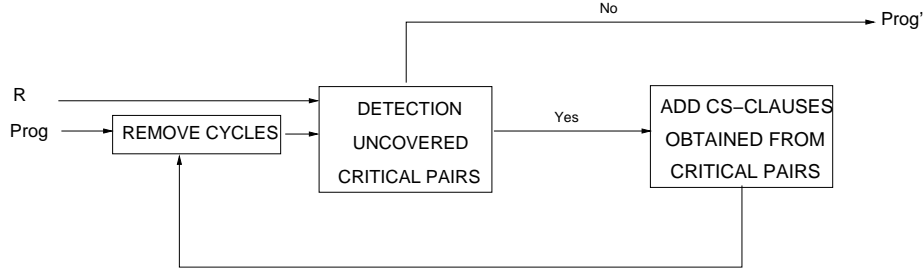 No
Prog'
R
Prog
REMOVE CYCLES
DETECTION
UNCOVERED
CRITICAL PAIRS
Yes
ADD CS−CLAUSES
OBTAINED FROM
CRITICAL PAIRS